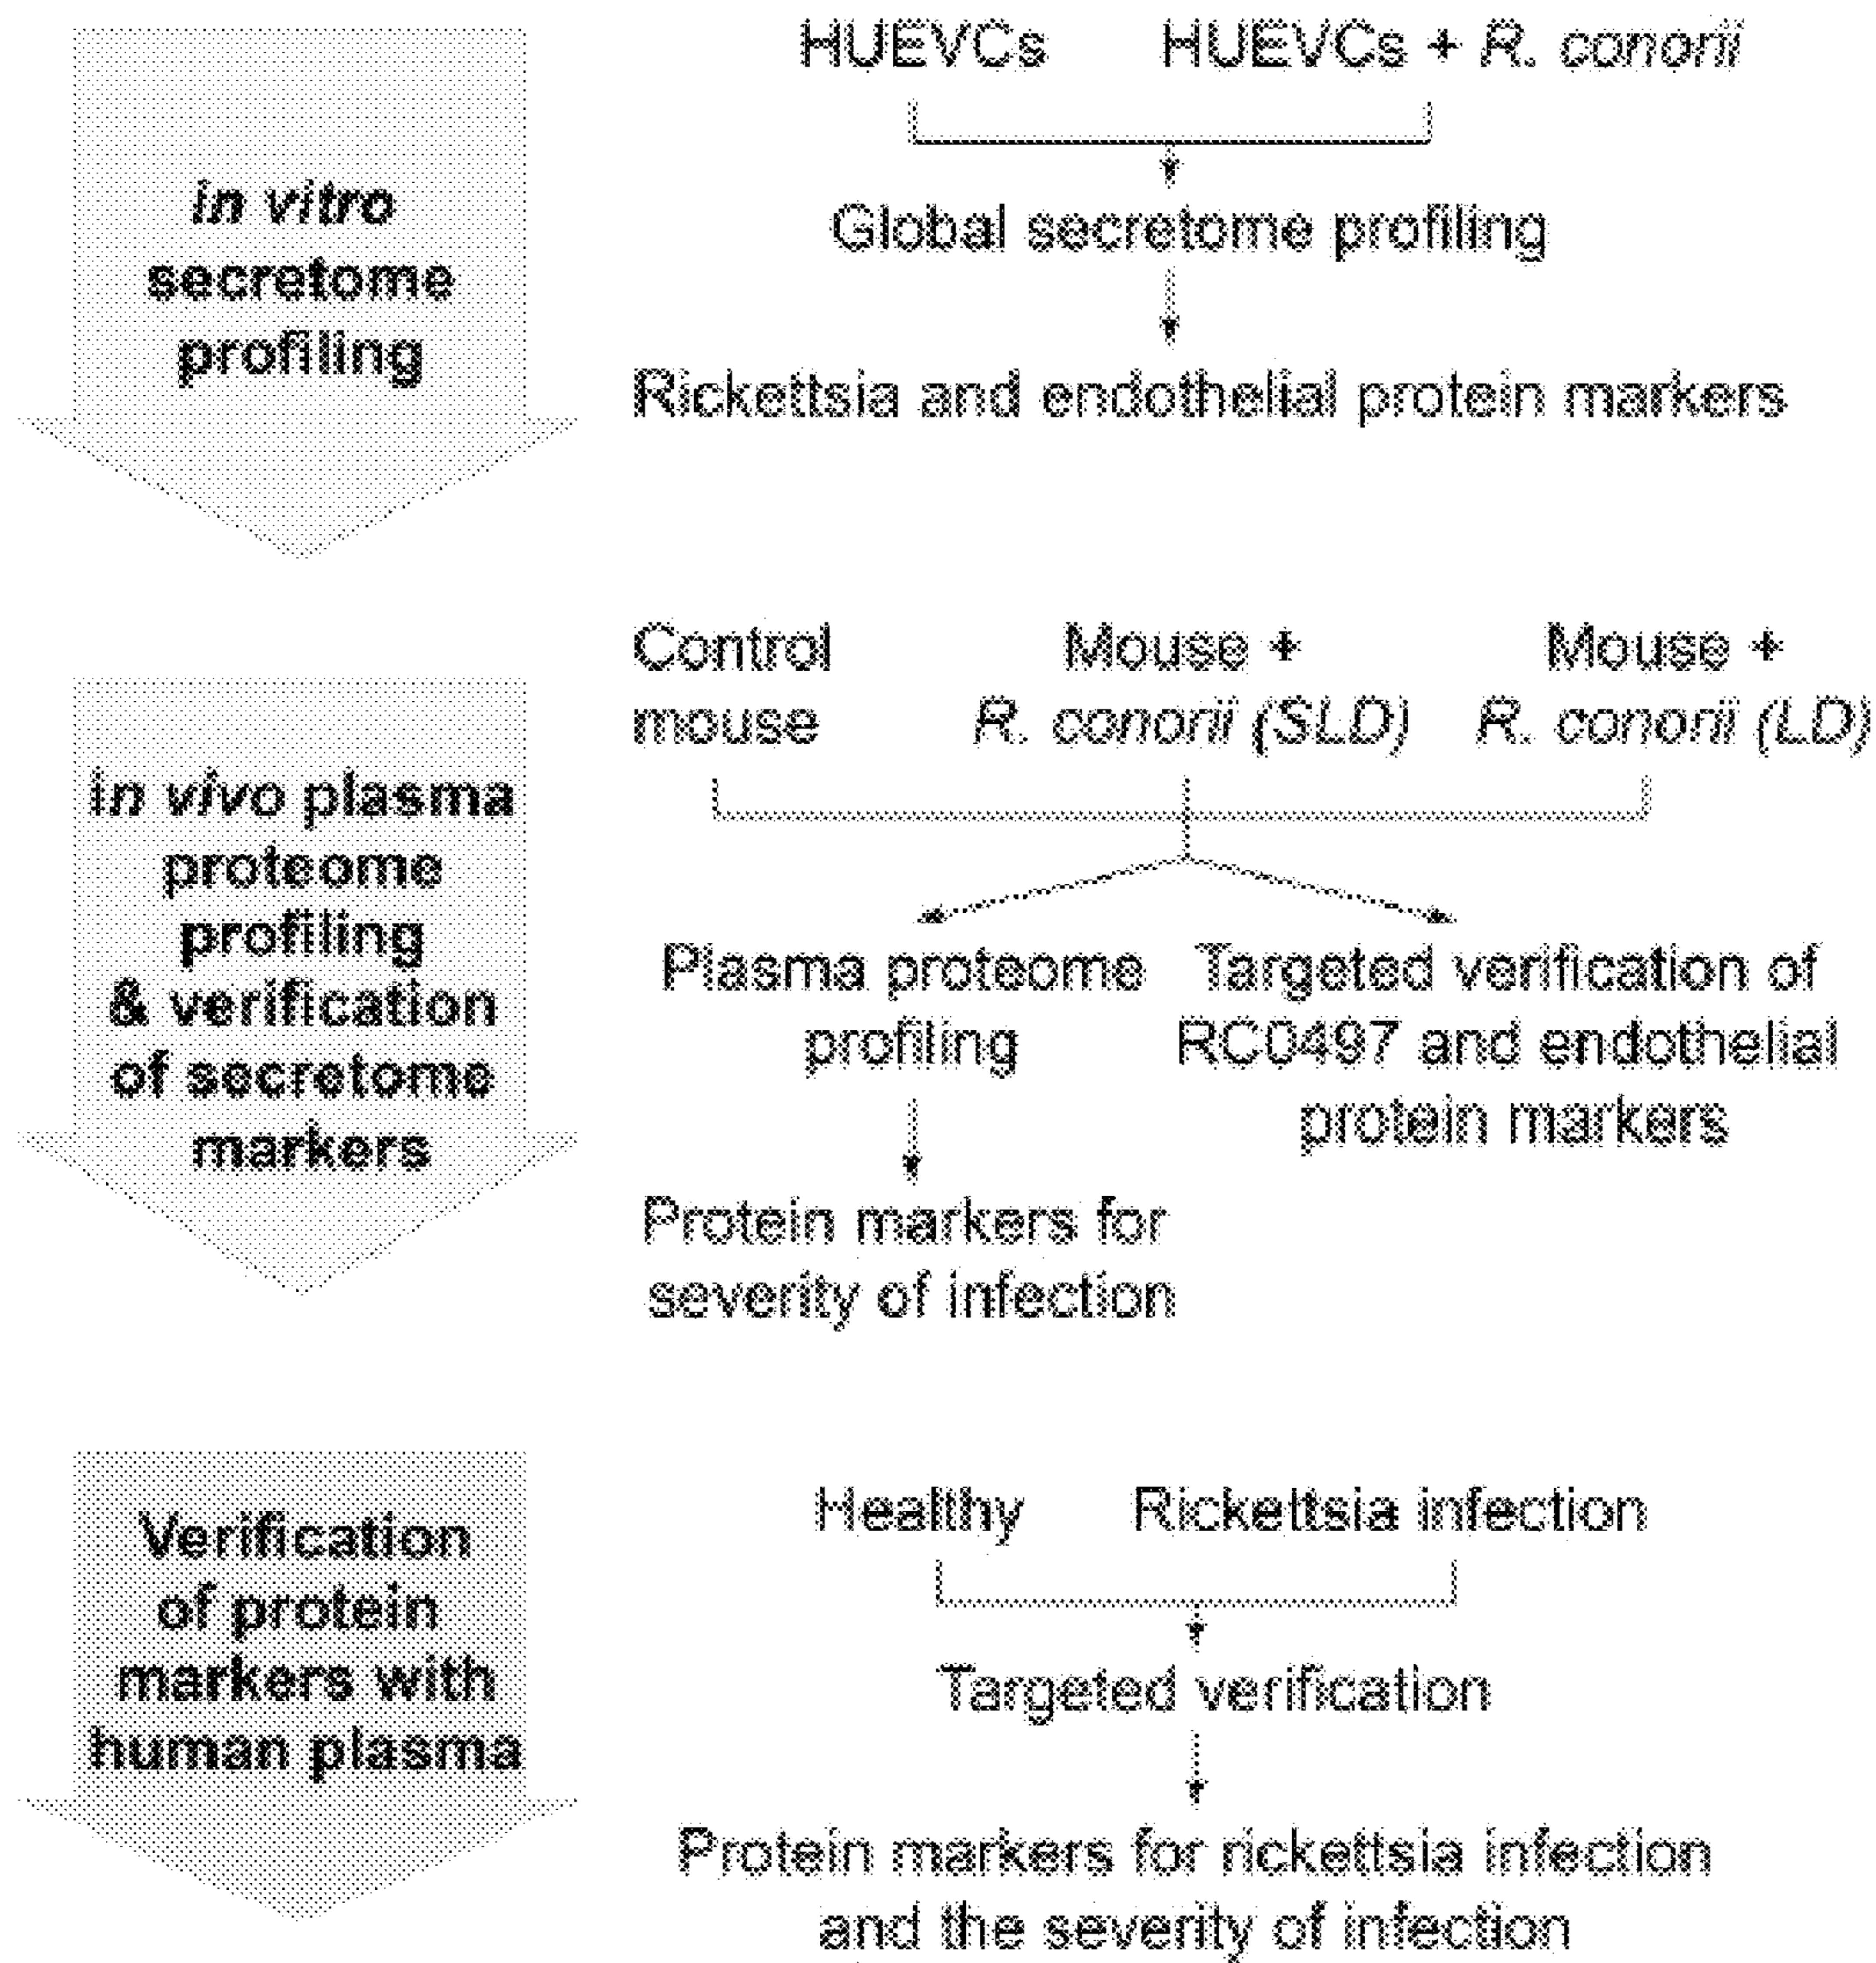 in vitro
secretome
profiling
HUEVCs HUEVCs + R. conorii
Global secretome profiling
Rickettsia and endothelial protein markers
in vivo plasma
proteome
profiling
& verification
of secretome
markers
Control
mouse
Mouse +
R. conorii (SLD)
Mouse +
R. conorii (LD)
Plasma proteome
profiling
Targeted verification of
RC0497 and endothelial
protein markers
Protein markers for
severity of infection
Verification
of protein
markers with
human plasma
Healthy Rickettsia infection
Targeted verification
Protein markers for rickettsia infection
and the severity of infection